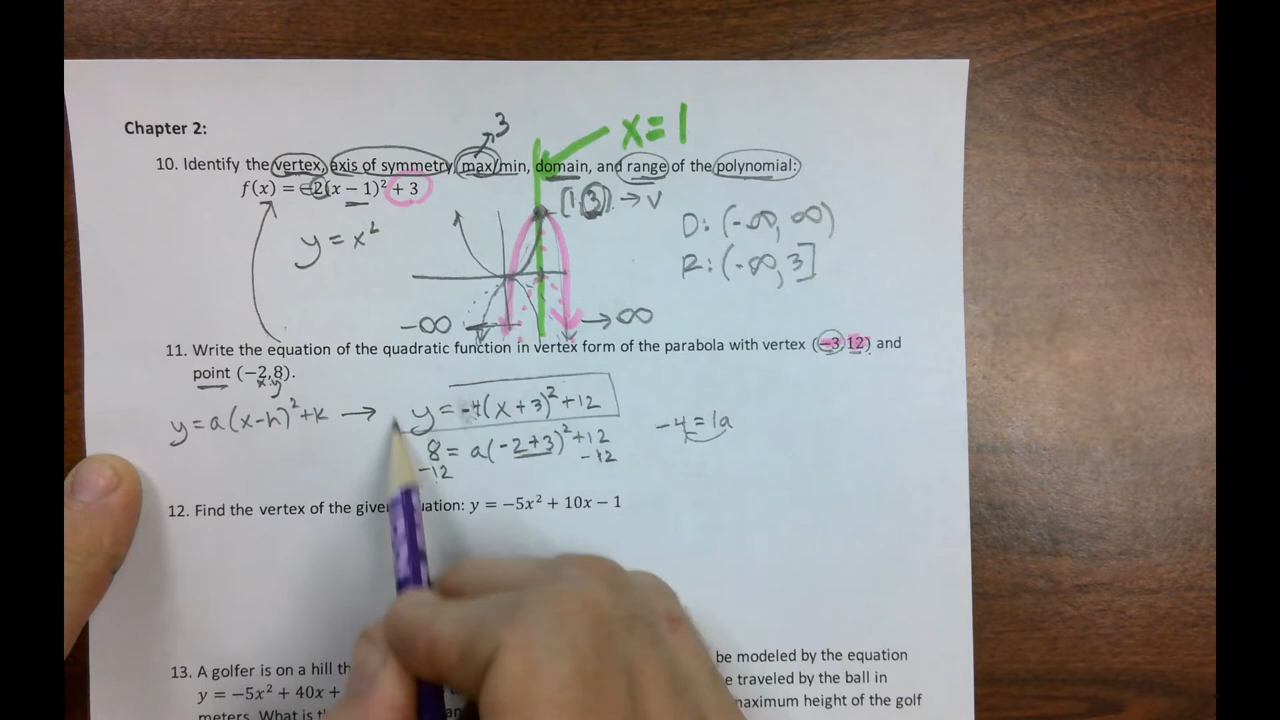 Chapter 2:
3
x=1
10. Identify the vertex, axis of symmetry, max/min, domain, and range of the polynomial:
f(x) = −2(x − 1)² + 3
(1,3) → V
y = x²
D: (-∞, ∞)
R: (-∞, 3]
-∞ ← → ∞
11. Write the equation of the quadratic function in vertex form of the parabola with vertex (−3,12) and
point (−2,8).
x y
y = a(x-h)²+k → y = -4(x+3)²+12
8 = a(-2+3)²+12 -4 = 1a
-12 -12
12. Find the vertex of the given equation: y = −5x² + 10x − 1
13. A golfer is on a hill th be modeled by the equation
y = −5x² + 40x + e traveled by the ball in
meters. What is maximum height of the golf